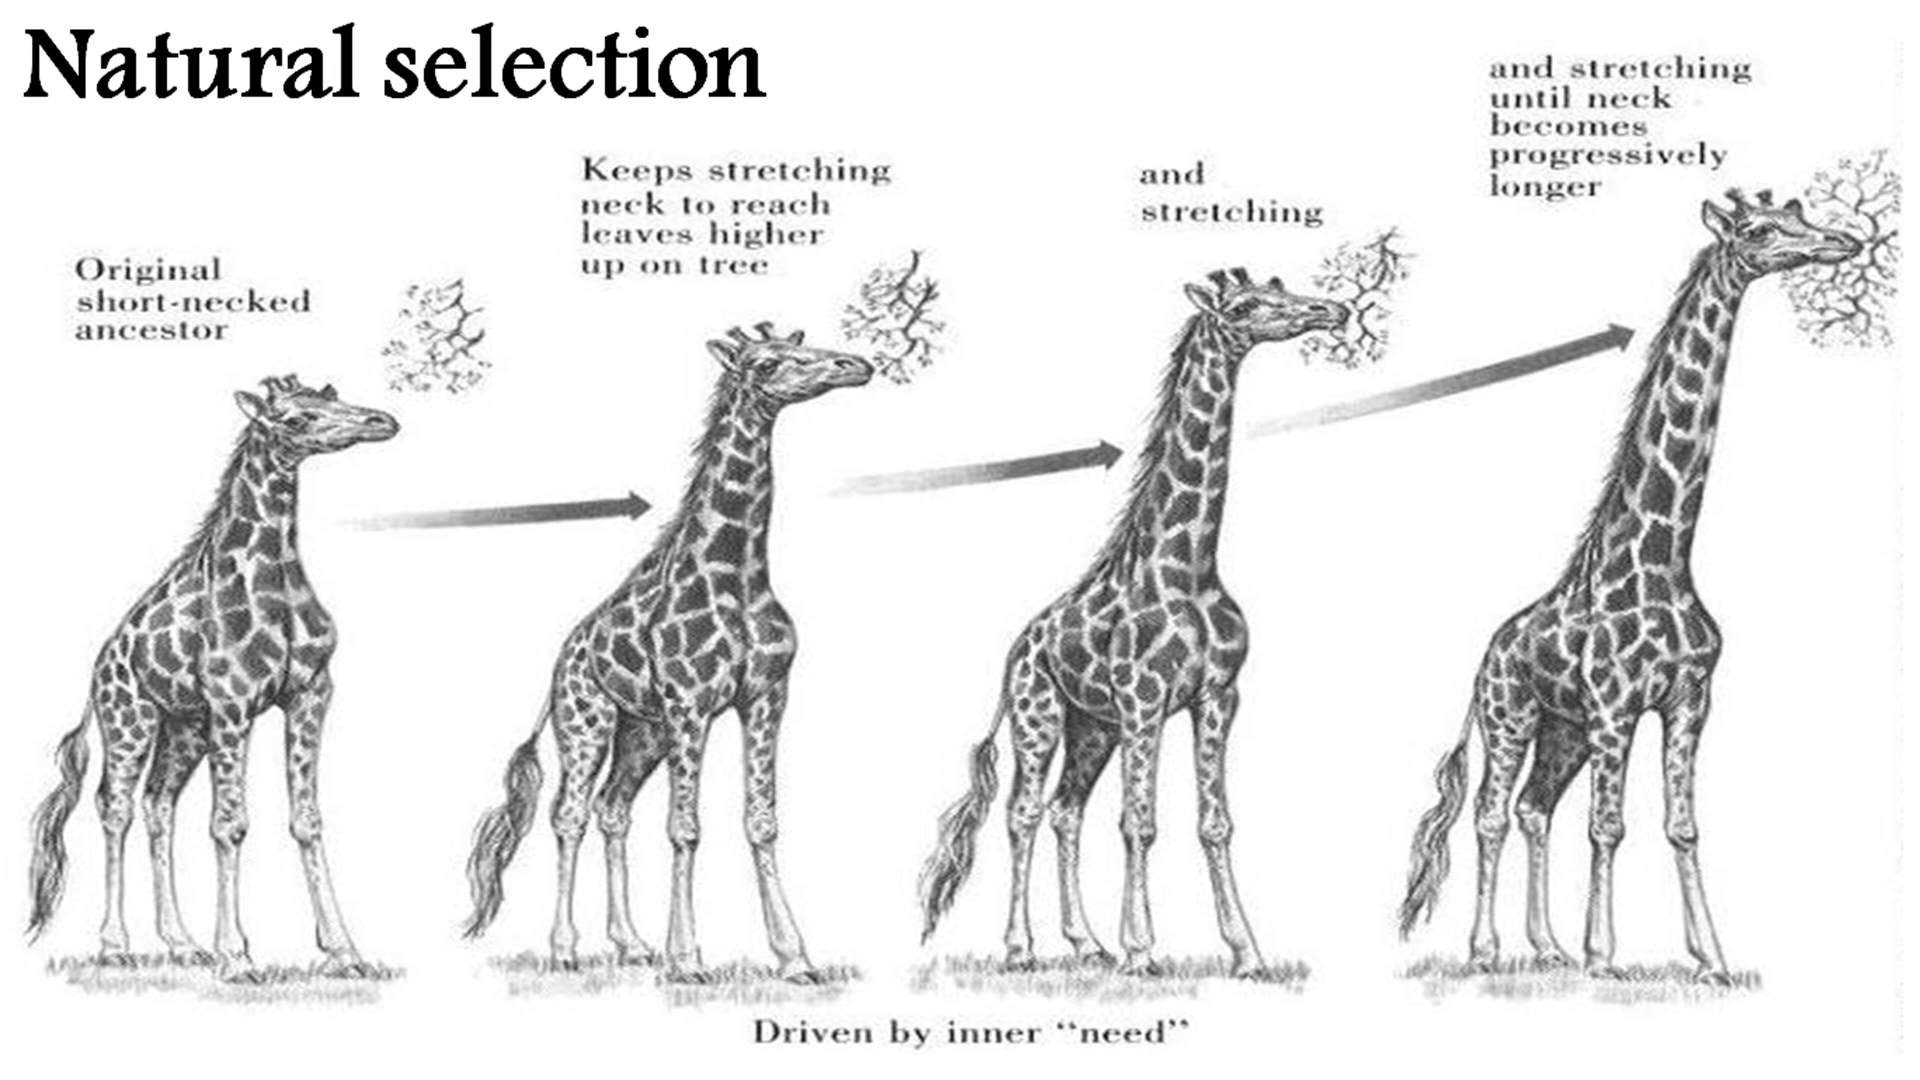 Natural selection
Original
short-necked
ancestor
Keeps stretching
neck to reach
leaves higher
up on tree
and
stretching
and stretching
until neck
becomes
progressively
longer
Driven by inner “need”